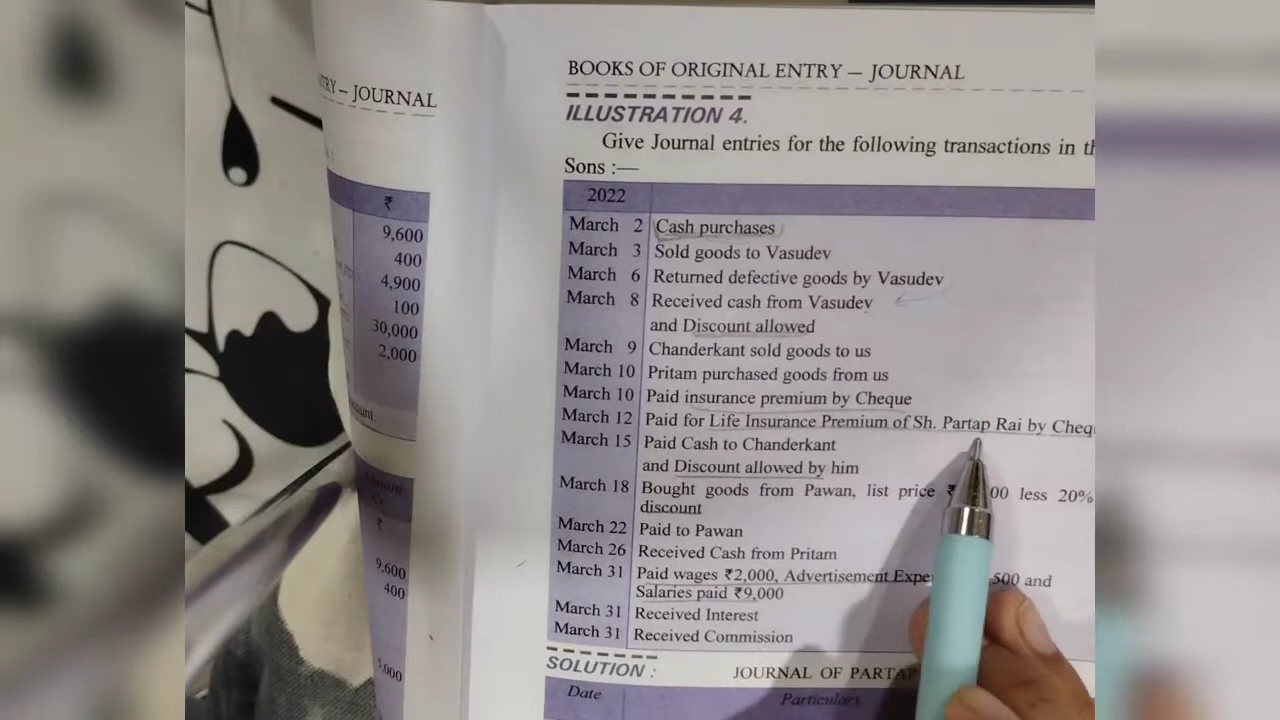 TRY – JOURNAL
₹
9,600
400
4,900
100
30,000
2,000
₹
9,600
400
BOOKS OF ORIGINAL ENTRY – JOURNAL
ILLUSTRATION 4.
Give Journal entries for the following transactions in
Sons :—
2022
March 2 Cash purchases
March 3 Sold goods to Vasudev
March 6 Returned defective goods by Vasudev
March 8 Received cash from Vasudev
and Discount allowed
March 9 Chanderkant sold goods to us
March 10 Pritam purchased goods from us
March 10 Paid insurance premium by Cheque
March 12 Paid for Life Insurance Premium of Sh. Partap Rai by Cheq
March 15 Paid Cash to Chanderkant
and Discount allowed by him
March 18 Bought goods from Pawan, list price ₹ 00 less 20%
discount
March 22 Paid to Pawan
March 26 Received Cash from Pritam
March 31 Paid wages ₹2,000, Advertisement Expe 500 and
Salaries paid ₹9,000
March 31 Received Interest
March 31 Received Commission
SOLUTION : JOURNAL OF PARTAP
Date Particulars